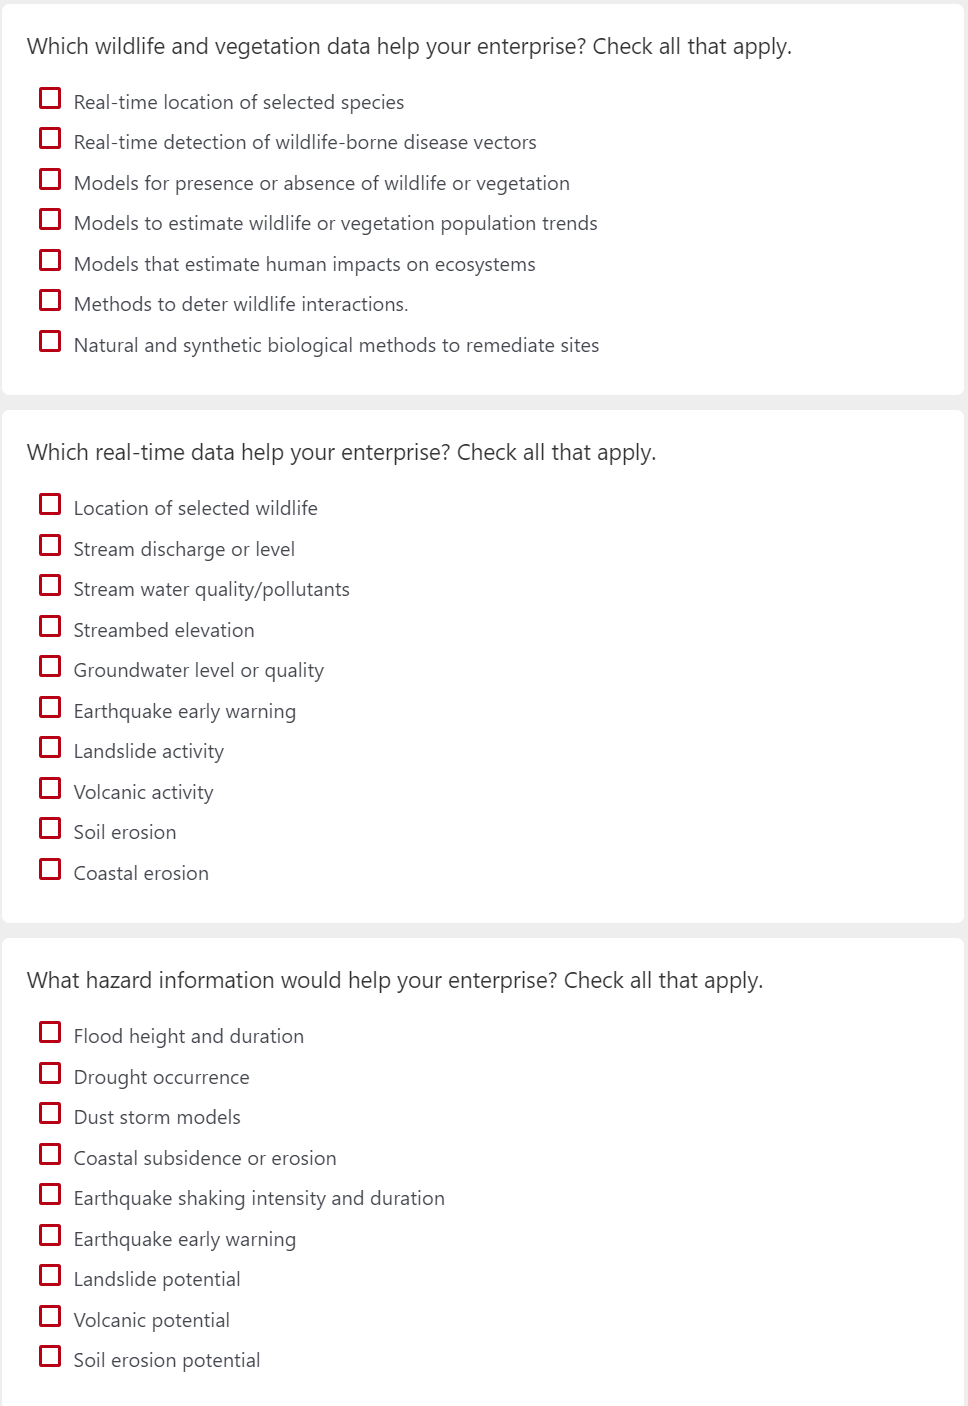 Which wildlife and vegetation data help your enterprise? Check all that apply.
Real-time location of selected species
Real-time detection of wildlife-borne disease vectors
Models for presence or absence of wildlife or vegetation
Models to estimate wildlife or vegetation population trends
Models that estimate human impacts on ecosystems
Methods to deter wildlife interactions.
Natural and synthetic biological methods to remediate sites
Which real-time data help your enterprise? Check all that apply.
Location of selected wildlife
Stream discharge or level
Stream water quality/pollutants
Streambed elevation
Groundwater level or quality
Earthquake early warning
Landslide activity
Volcanic activity
Soil erosion
Coastal erosion
What hazard information would help your enterprise? Check all that apply.
Flood height and duration
Drought occurrence
Dust storm models
Coastal subsidence or erosion
Earthquake shaking intensity and duration
Earthquake early warning
Landslide potential
Volcanic potential
Soil erosion potential